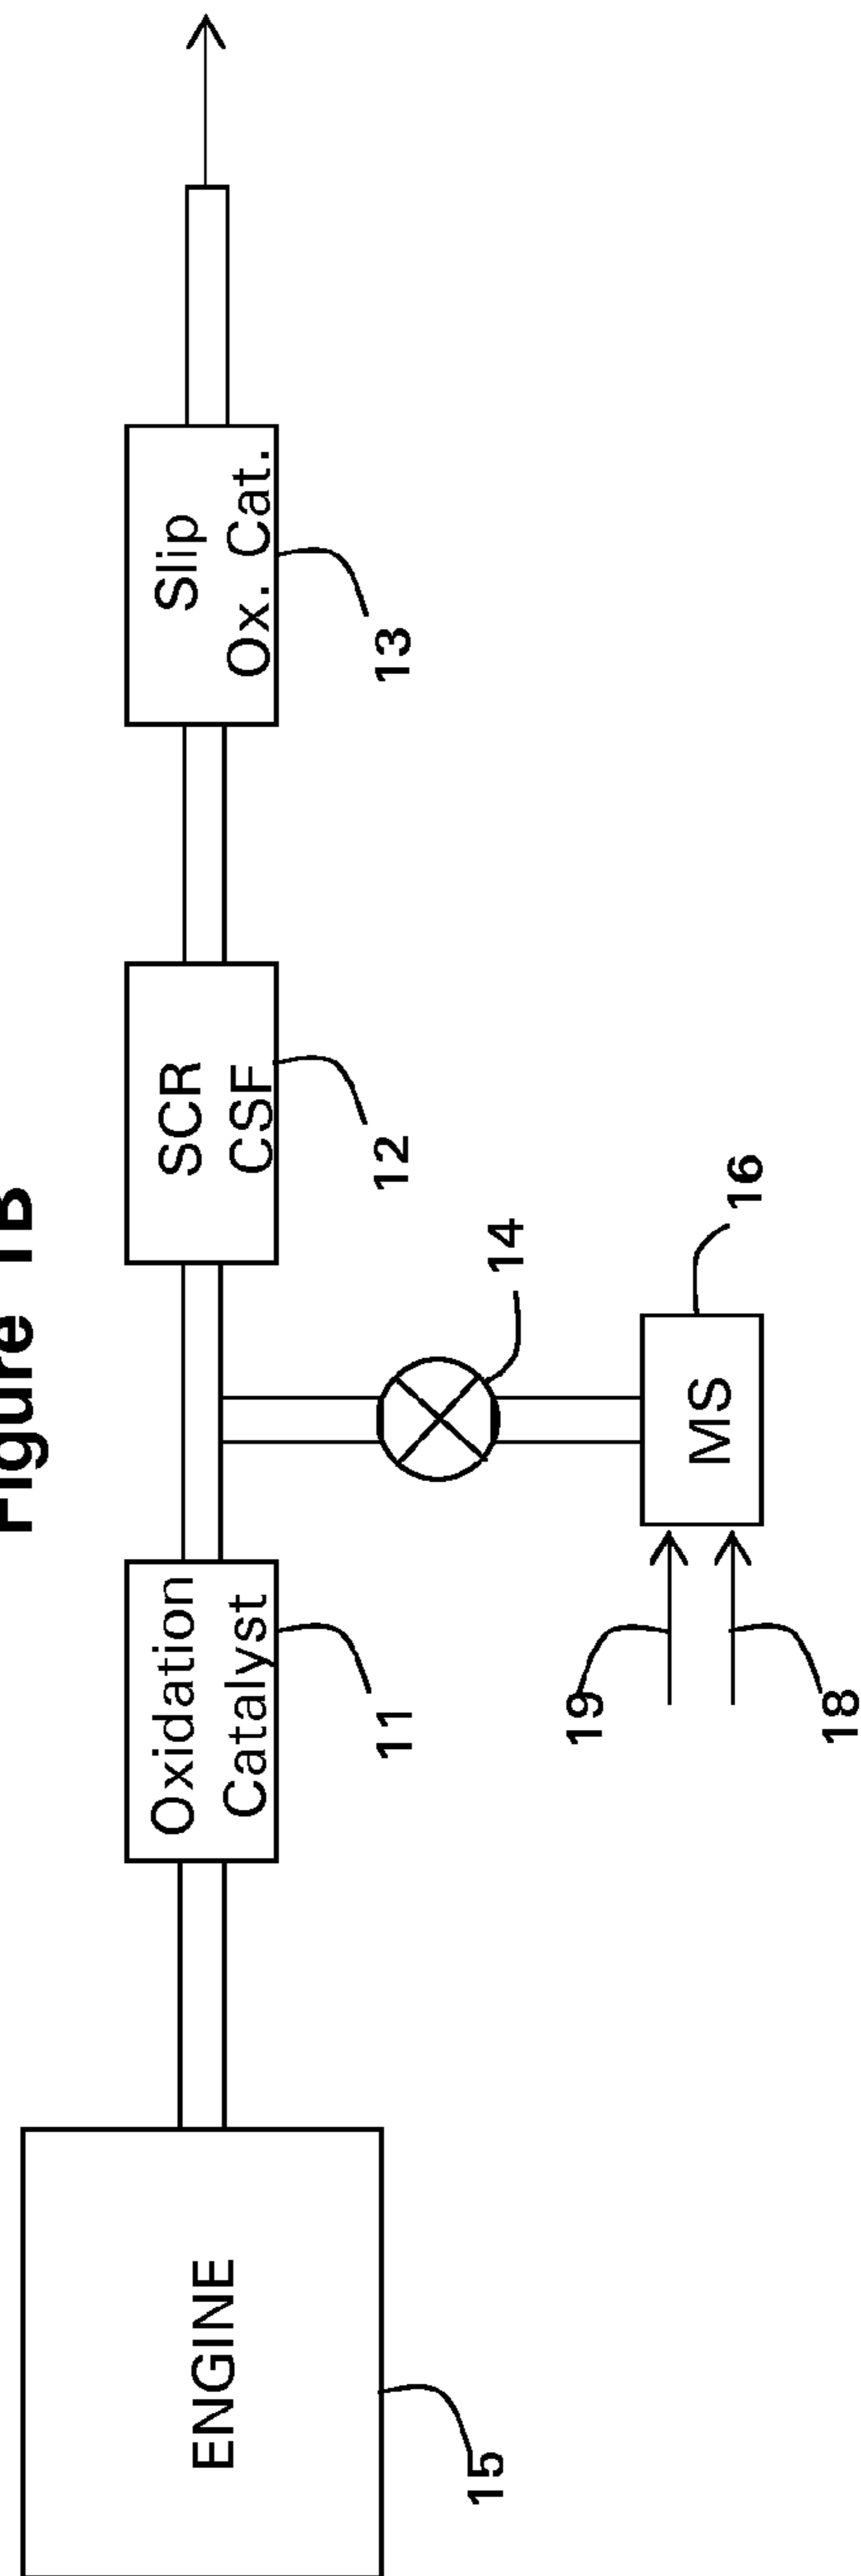 Figure 1B
ENGINE
15
Oxidation
Catalyst
11
SCR
CSF
12
Slip
Ox. Cat.
13
14
MS
16
19
18